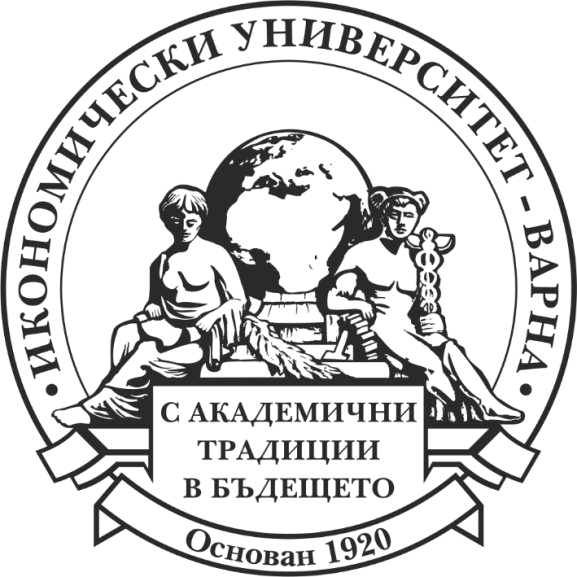 • ИКОНОМИЧЕСКИ УНИВЕРСИТЕТ - ВАРНА •
С АКАДЕМИЧНИ
ТРАДИЦИИ
В БЪДЕЩЕТО
Основан 1920